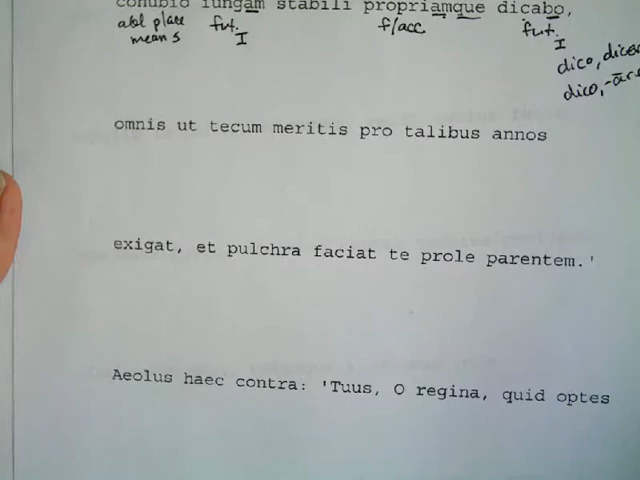 conubio iungam stabili propriamque dicabo,
abl place fut. f/acc fut.
means I I
dico, dicere
dico, -are
omnis ut tecum meritis pro talibus annos
exigat, et pulchra faciat te prole parentem.'
Aeolus haec contra: 'Tuus, O regina, quid optes